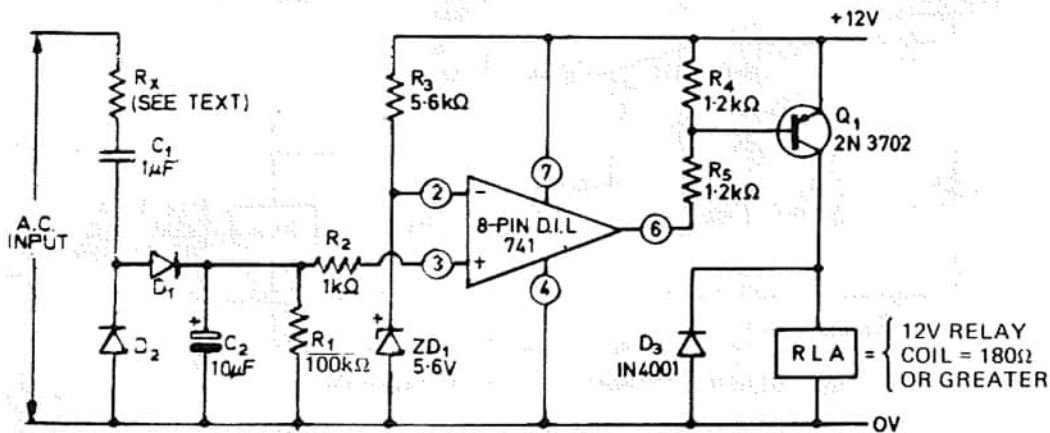 +12V
RX
(SEE TEXT)
C1
1µF
A.C.
INPUT
D1
D2
C2
10µF
+
R1
100kΩ
R2
1kΩ
R3
5·6kΩ
+
ZD1
5·6V
2
-
3
+
7
8-PIN D.I.L
741
4
6
R4
1·2kΩ
R5
1·2kΩ
Q1
2N 3702
D3
IN4001
RLA
=
12V RELAY
COIL = 180Ω
OR GREATER
0V